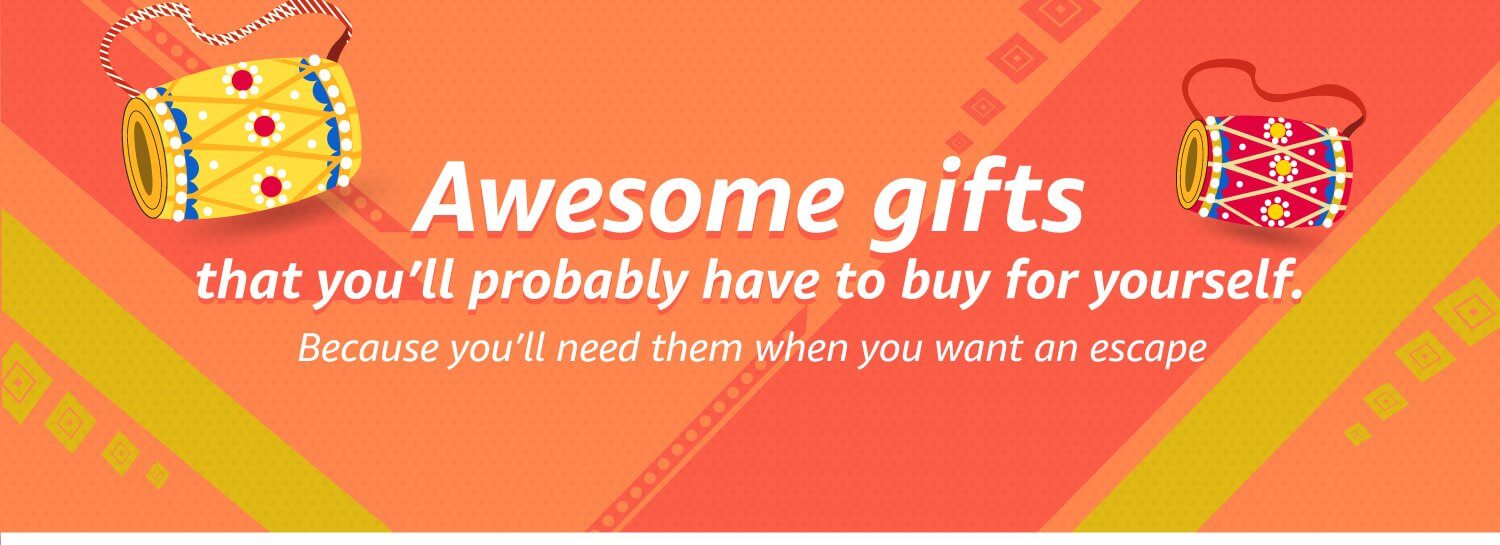 Awesome gifts
that you’ll probably have to buy for yourself.
Because you’ll need them when you want an escape